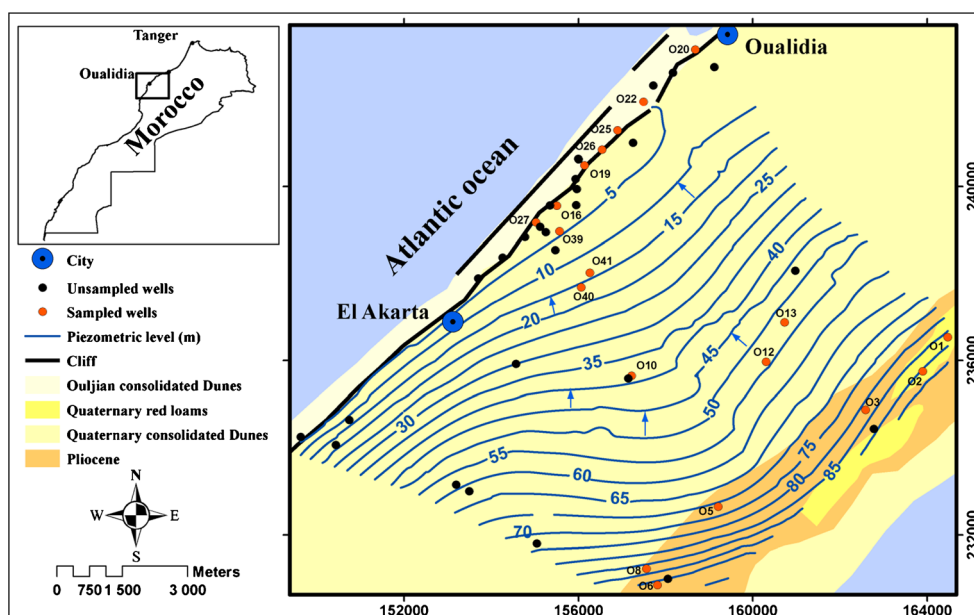 Tanger
Oualidia
Morocco
City
Unsampled wells
Sampled wells
Piezometric level (m)
Cliff
Ouljian consolidated Dunes
Quaternary red loams
Quaternary consolidated Dunes
Pliocene
N
W
E
S
0
750
1 500
3 000
Meters
Atlantic ocean
Oualidia
El Akarta
O20
O22
O25
O26
O19
O16
O27
O39
O41
O40
O10
O13
O12
O1
O2
O3
O5
O8
O6
5
10
15
20
25
30
35
40
45
50
55
60
65
70
75
80
85
152000
156000
160000
164000
240000
236000
232000